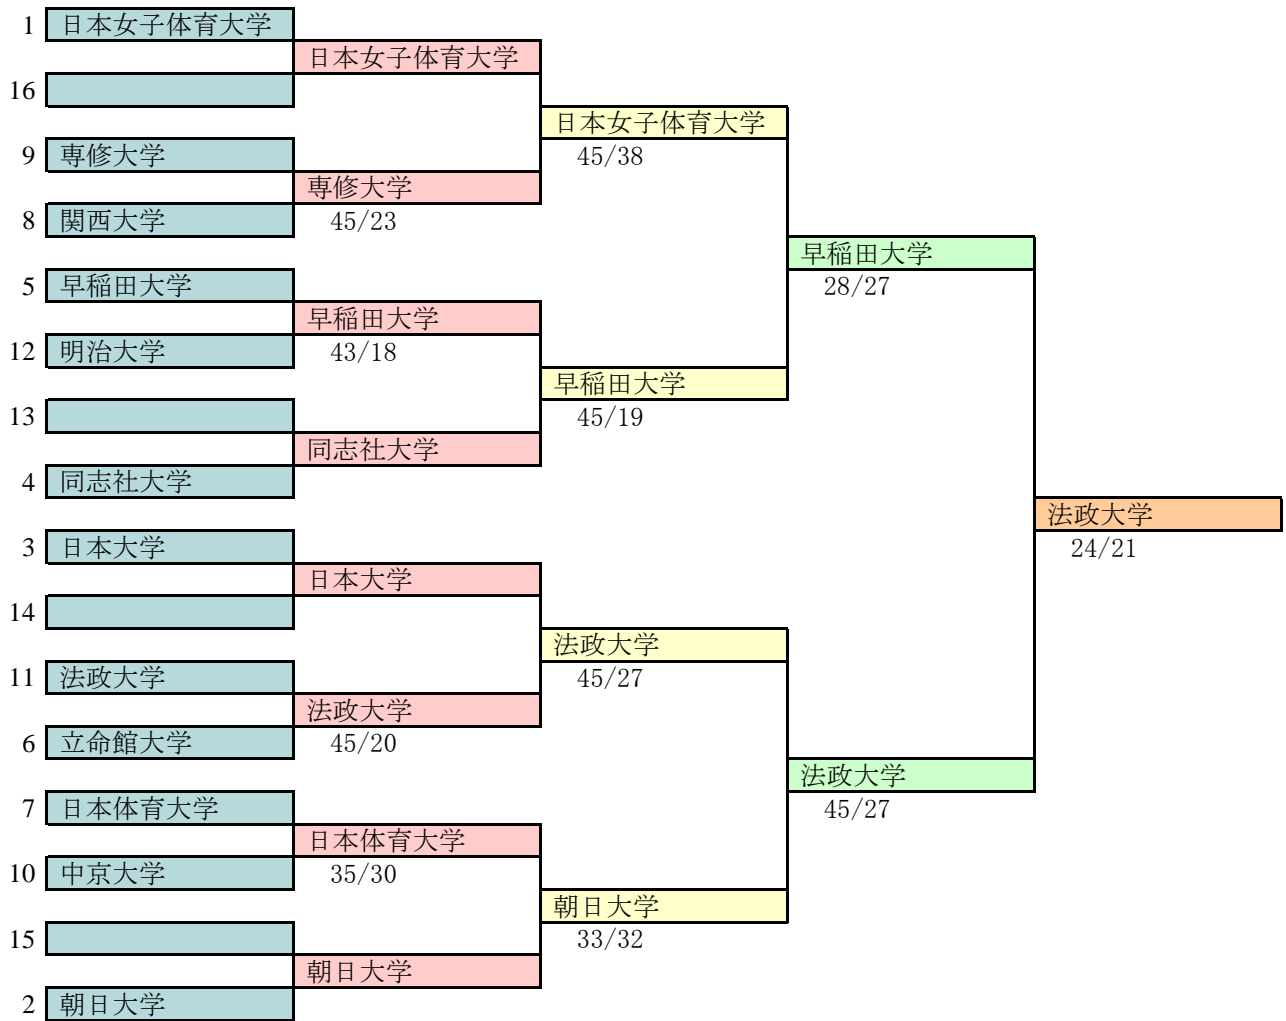 1 日本女子体育大学
日本女子体育大学
16
日本女子体育大学
9 専修大学
45/38
専修大学
8 関西大学
45/23
早稲田大学
5 早稲田大学
28/27
早稲田大学
12 明治大学
43/18
早稲田大学
13
45/19
同志社大学
4 同志社大学
法政大学
3 日本大学
24/21
日本大学
14
法政大学
11 法政大学
45/27
法政大学
6 立命館大学
45/20
法政大学
7 日本体育大学
45/27
日本体育大学
10 中京大学
35/30
朝日大学
15
33/32
朝日大学
2 朝日大学